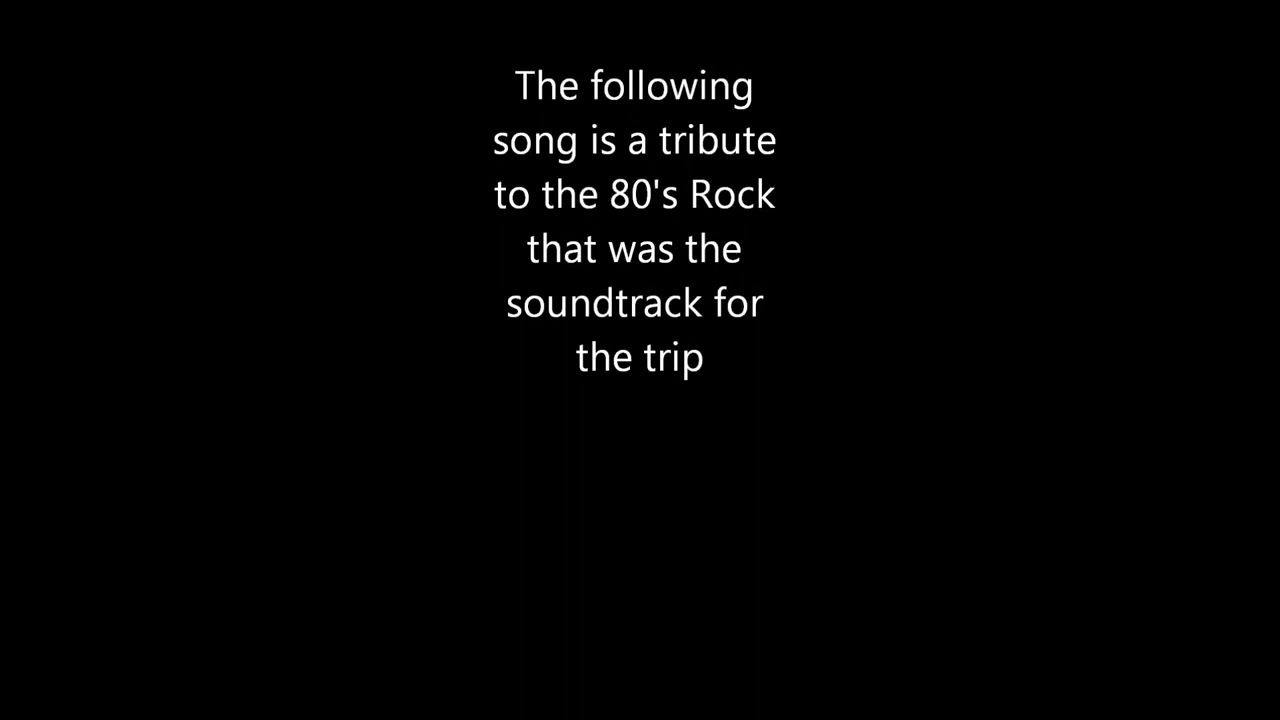 The following
song is a tribute
to the 80's Rock
that was the
soundtrack for
the trip